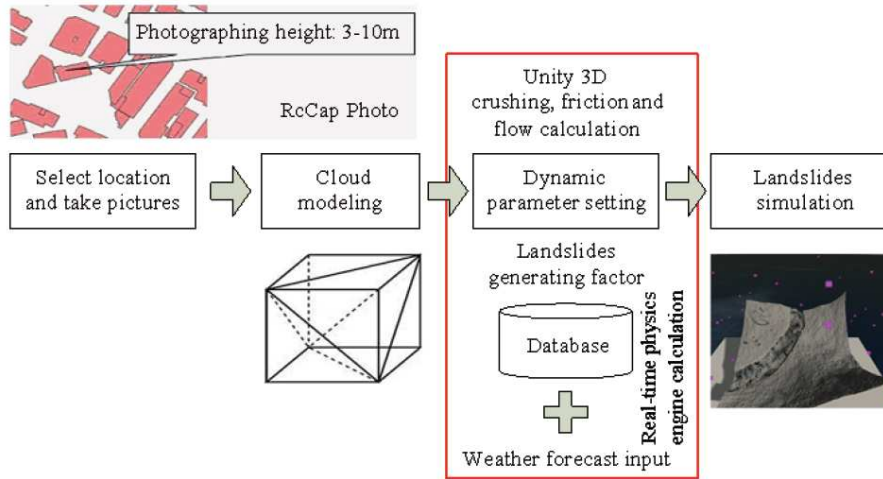 Photographing height: 3-10m
RcCap Photo
Unity 3D
crushing, friction and
flow calculation
Select location
and take pictures
Cloud
modeling
Dynamic
parameter setting
Landslides
simulation
Landslides
generating factor
Database
Real-time physics
engine calculation
Weather forecast input